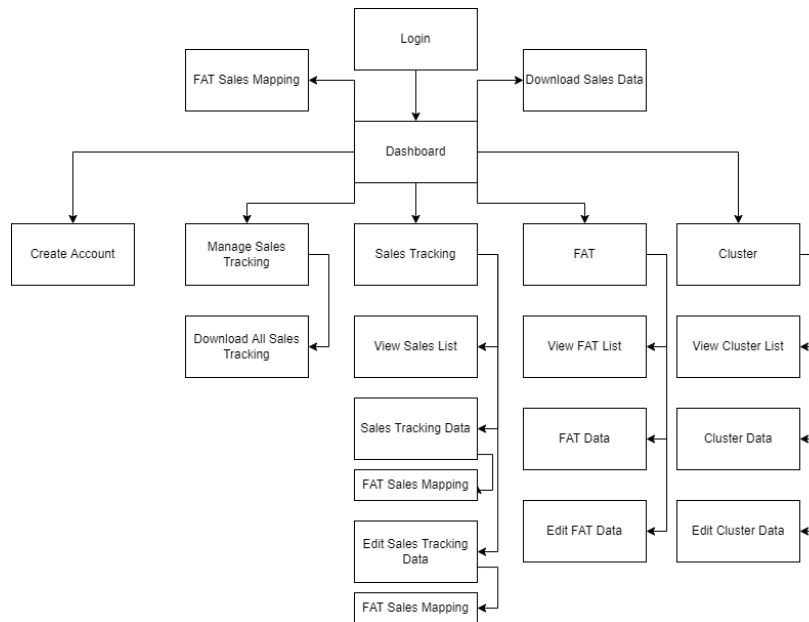 Login
FAT Sales Mapping
Download Sales Data
Dashboard
Create Account
Manage Sales
Tracking
Sales Tracking
FAT
Cluster
Download All Sales
Tracking
View Sales List
View FAT List
View Cluster List
Sales Tracking Data
FAT Data
Cluster Data
FAT Sales Mapping
Edit Sales Tracking
Data
Edit FAT Data
Edit Cluster Data
FAT Sales Mapping